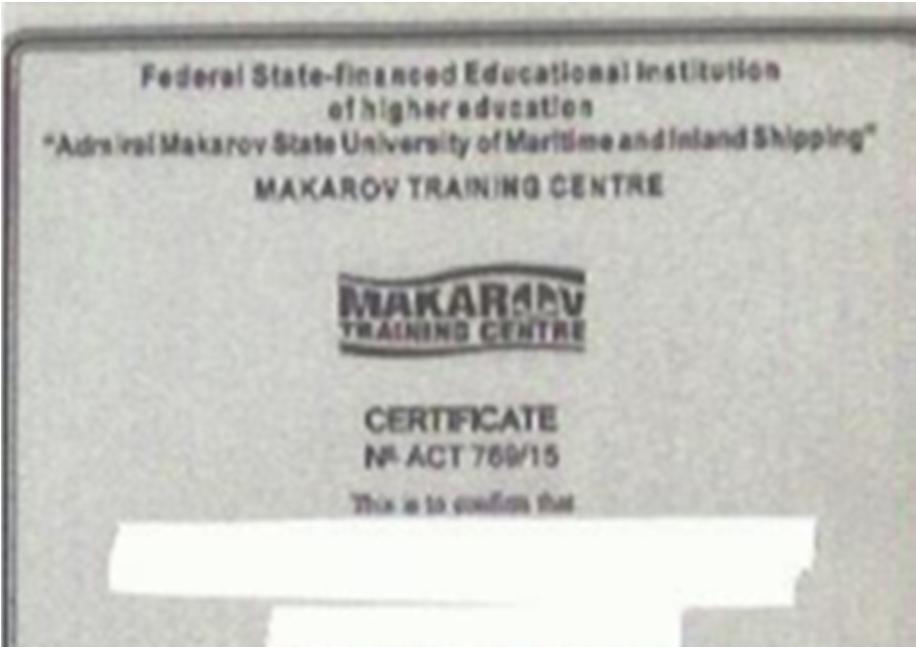 Federal State-financed Educational Institution
of higher education
"Admiral Makarov State University of Maritime and Inland Shipping"
MAKAROV TRAINING CENTRE
MAKAROV
TRAINING CENTRE
CERTIFICATE
№ ACT 769/15
This is to confirm that